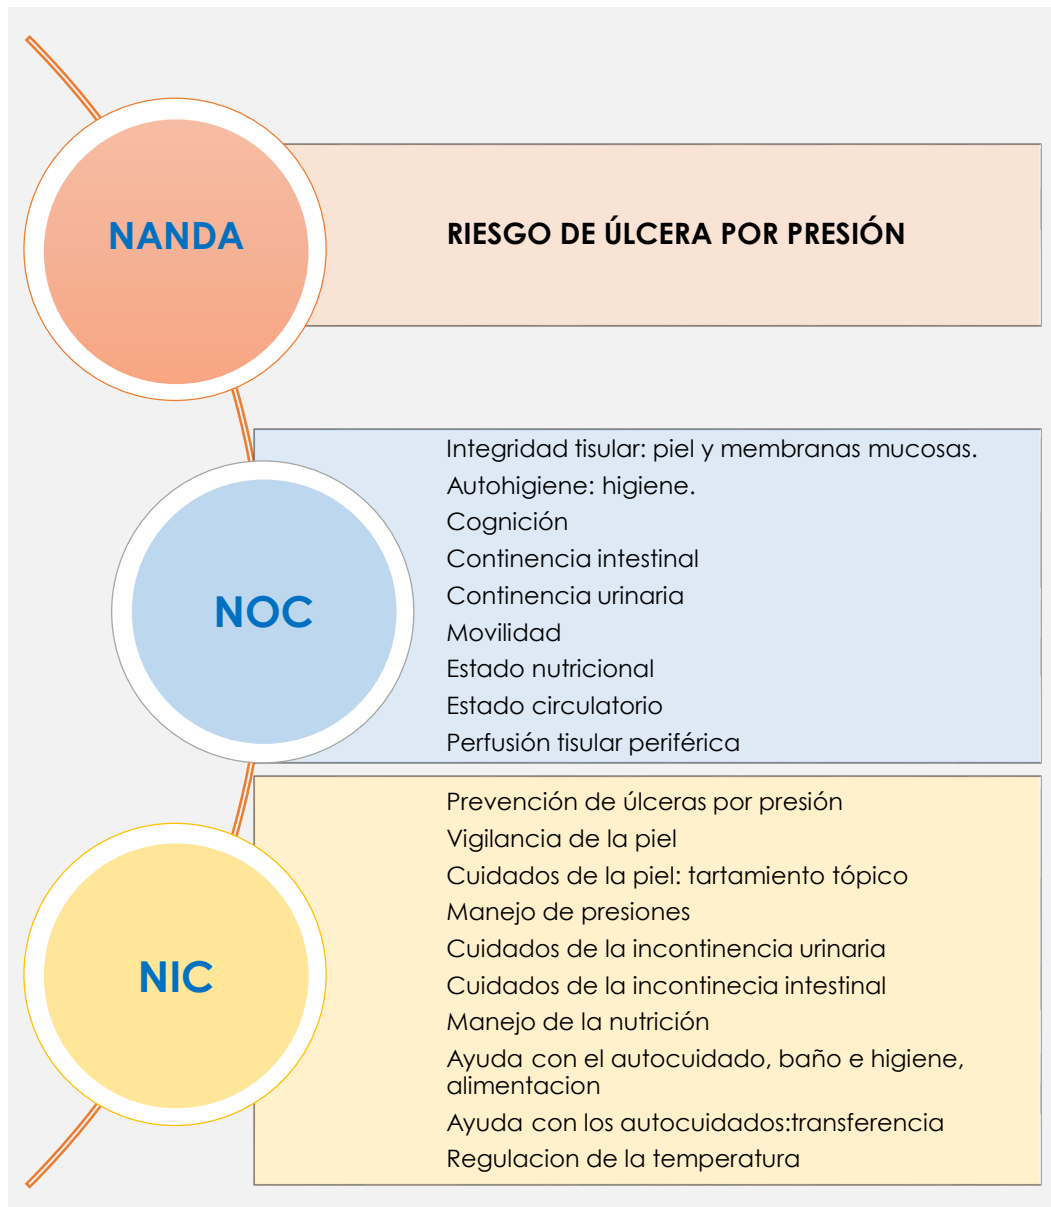 NANDA
RIESGO DE ÚLCERA POR PRESIÓN
NOC
Integridad tisular: piel y membranas mucosas.
Autohigiene: higiene.
Cognición
Continencia intestinal
Continencia urinaria
Movilidad
Estado nutricional
Estado circulatorio
Perfusión tisular periférica
NIC
Prevención de úlceras por presión
Vigilancia de la piel
Cuidados de la piel: tartamiento tópico
Manejo de presiones
Cuidados de la incontinencia urinaria
Cuidados de la incontinecia intestinal
Manejo de la nutrición
Ayuda con el autocuidado, baño e higiene,
alimentacion
Ayuda con los autocuidados:transferencia
Regulacion de la temperatura